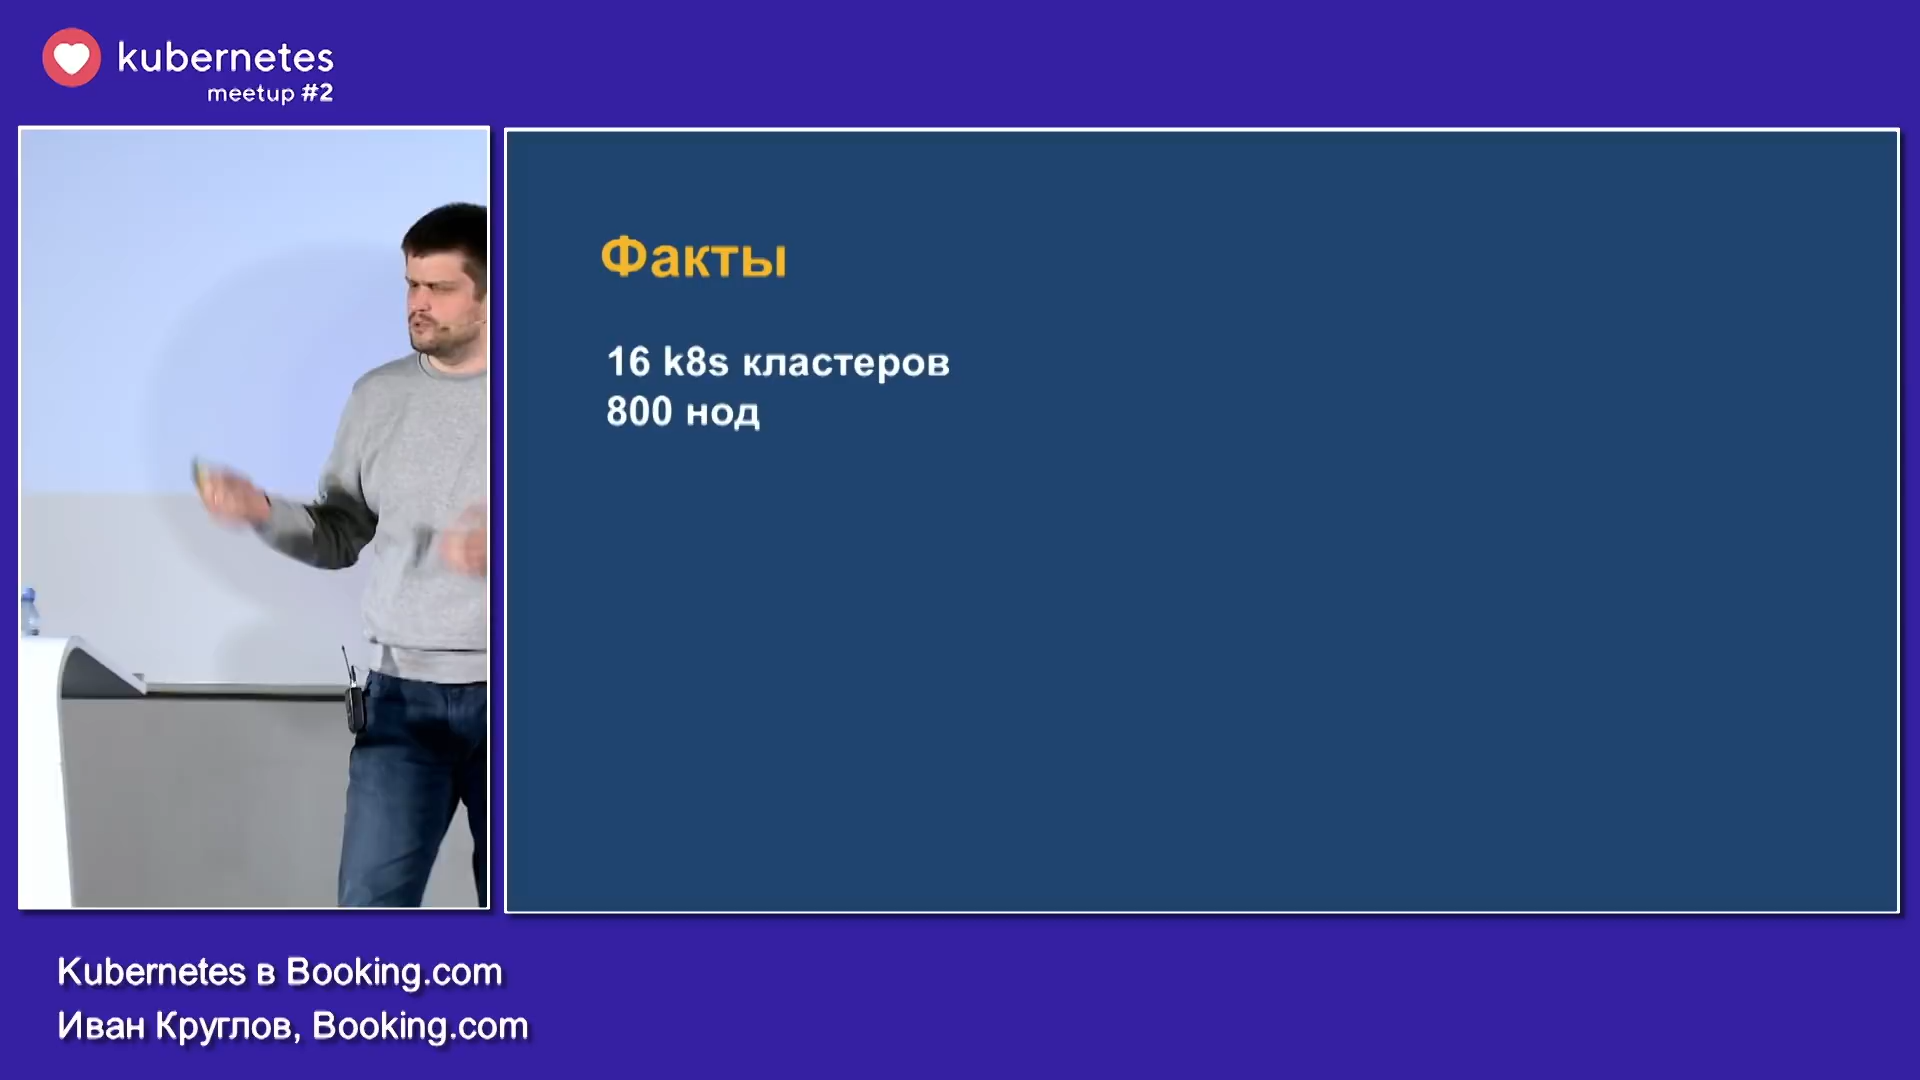 kubernetes
meetup #2
Факты
16 k8s кластеров
800 нод
Kubernetes в Booking.com
Иван Круглов, Booking.com